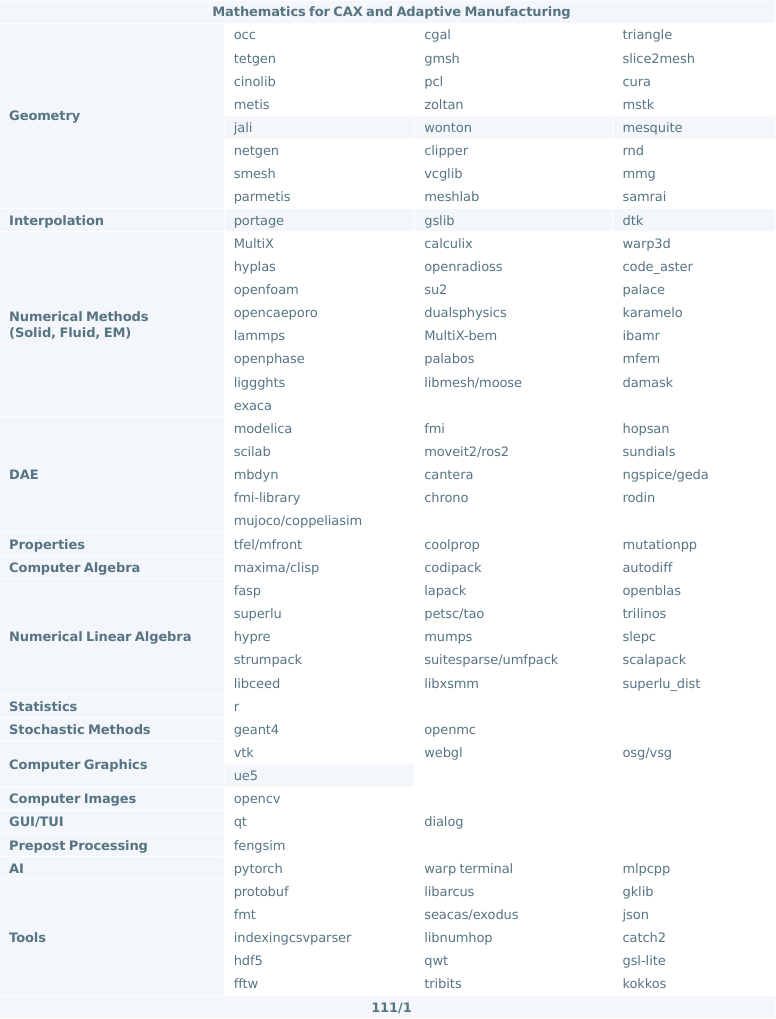 Mathematics for CAX and Adaptive Manufacturing
Geometry
occ cgal triangle
tetgen gmsh slice2mesh
cinolib pcl cura
metis zoltan mstk
jali wonton mesquite
netgen clipper rnd
smesh vcglib mmg
parmetis meshlab samrai
Interpolation portage gslib dtk
Numerical Methods
(Solid, Fluid, EM)
MultiX calculix warp3d
hyplas openradioss code_aster
openfoam su2 palace
opencaeporo dualsphysics karamelo
lammps MultiX-bem ibamr
openphase palabos mfem
liggghts libmesh/moose damask
exaca
DAE
modelica fmi hopsan
scilab moveit2/ros2 sundials
mbdyn cantera ngspice/geda
fmi-library chrono rodin
mujoco/coppeliasim
Properties tfel/mfront coolprop mutationpp
Computer Algebra maxima/clisp codipack autodiff
Numerical Linear Algebra
fasp lapack openblas
superlu petsc/tao trilinos
hypre mumps slepc
strumpack suitesparse/umfpack scalapack
libceed libxsmm superlu_dist
Statistics r
Stochastic Methods geant4 openmc
Computer Graphics
vtk webgl osg/vsg
ue5
Computer Images opencv
GUI/TUI qt dialog
Prepost Processing fengsim
AI pytorch warp terminal mlpcpp
Tools
protobuf libarcus gklib
fmt seacas/exodus json
indexingcsvparser libnumhop catch2
hdf5 qwt gsl-lite
fftw tribits kokkos
111/1